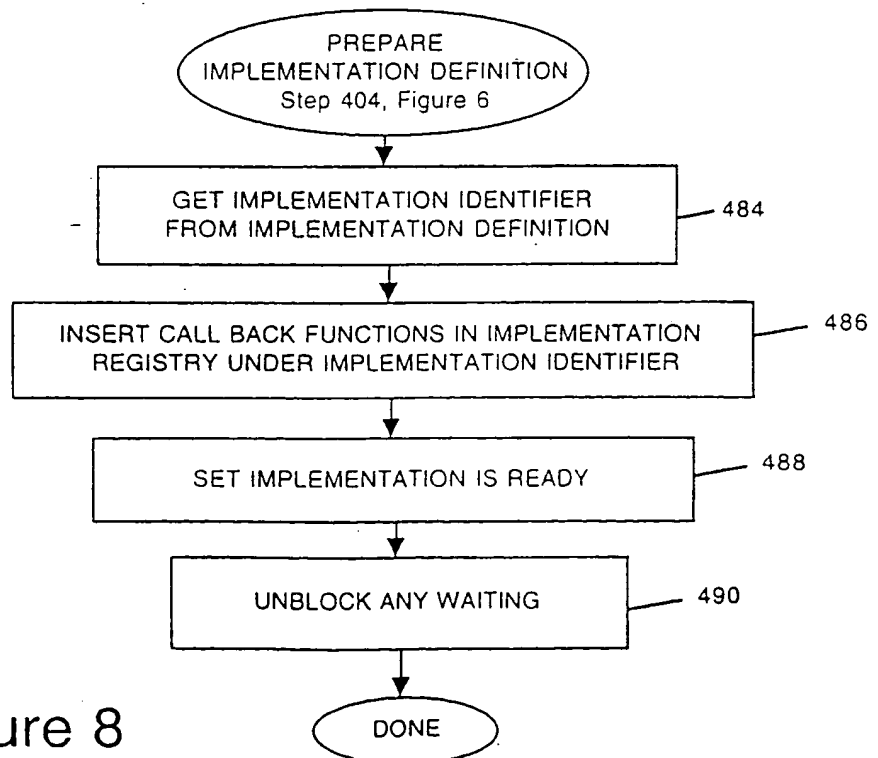 PREPARE
IMPLEMENTATION DEFINITION
Step 404, Figure 6
GET IMPLEMENTATION IDENTIFIER
FROM IMPLEMENTATION DEFINITION
484
INSERT CALL BACK FUNCTIONS IN IMPLEMENTATION
REGISTRY UNDER IMPLEMENTATION IDENTIFIER
486
SET IMPLEMENTATION IS READY
488
UNBLOCK ANY WAITING
490
DONE
ure 8